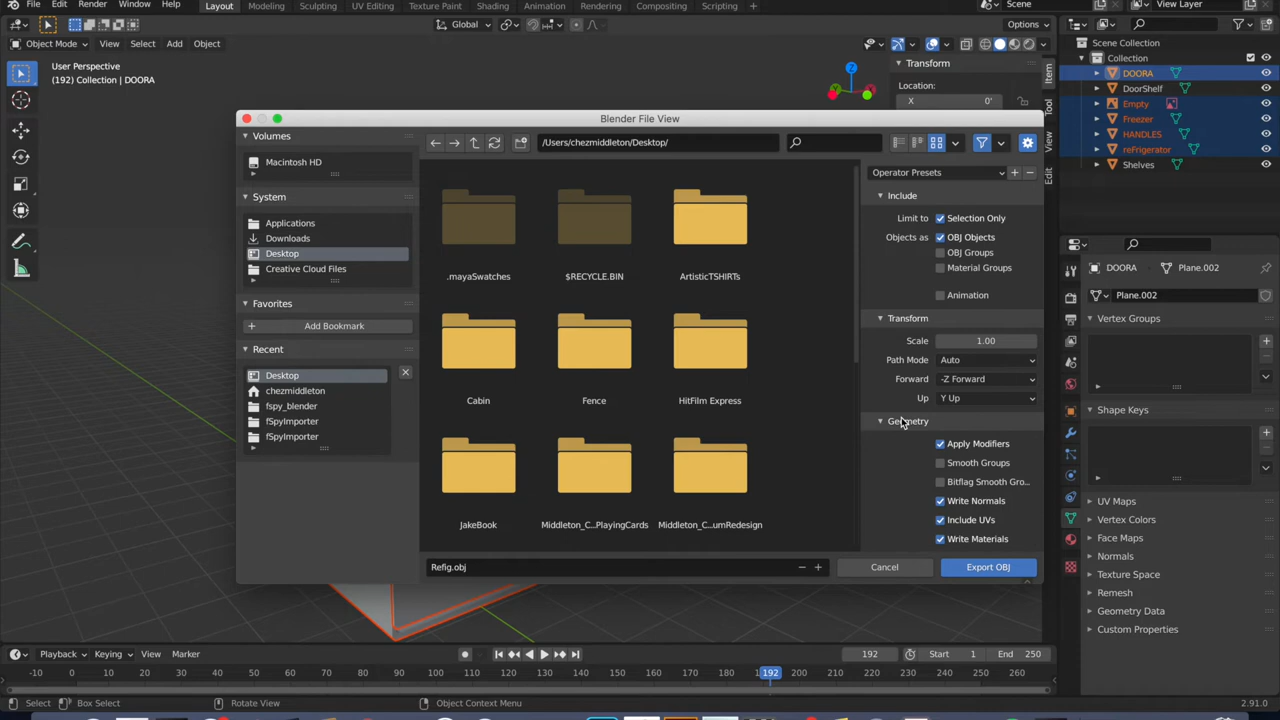 File Edit Render Window Help Layout Modeling Sculpting UV Editing Texture Paint Shading Animation Rendering Compositing Scripting Scene View Layer
Global Options
Object Mode View Select Add Object
User Perspective
(192) Collection | DOORA
Transform
Location:
X 0'
Item
Tool
View
Edit
Scene Collection
Collection
DOORA
DoorShelf
Empty
Freezer
HANDLES
reFrigerator
Shelves
Blender File View
Volumes
Macintosh HD
System
Applications
Downloads
Desktop
Creative Cloud Files
Favorites
Add Bookmark
Recent
Desktop
chezmiddleton
fspy_blender
fSpyImporter
fSpyImporter
/Users/chezmiddleton/Desktop/
.mayaSwatches
$RECYCLE.BIN
ArtisticTSHIRTs
Cabin
Fence
HitFilm Express
JakeBook
Middleton_C...PlayingCards
Middleton_C...umRedesign
Operator Presets
Include
Limit to Selection Only
Objects as OBJ Objects
OBJ Groups
Material Groups
Animation
Transform
Scale 1.00
Path Mode Auto
Forward -Z Forward
Up Y Up
Geometry
Apply Modifiers
Smooth Groups
Bitflag Smooth Gro...
Write Normals
Include UVs
Write Materials
Refig.obj
Cancel
Export OBJ
DOORA Plane.002
Plane.002
Vertex Groups
Shape Keys
UV Maps
Vertex Colors
Face Maps
Normals
Texture Space
Remesh
Geometry Data
Custom Properties
Playback Keying View Marker 192 Start 1 End 250
-10 0 10 20 30 40 50 60 70 80 90 100 110 120 130 140 150 160 170 180 192 200 210 220 230 240 250 260
Select Box Select Rotate View Object Context Menu 2.91.0